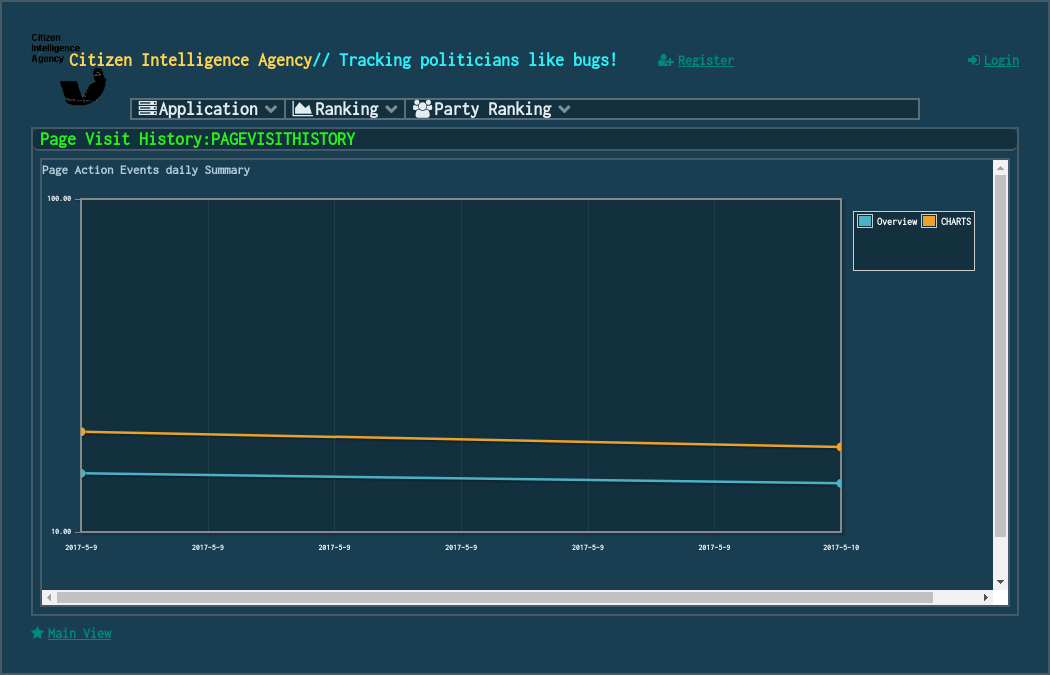 Citizen
Intelligence
Agency
Citizen Intelligence Agency// Tracking politicians like bugs!
Register
Login
Application
Ranking
Party Ranking
Page Visit History:PAGEVISITHISTORY
Page Action Events daily Summary
100.00
Overview
CHARTS
10.00
2017-5-9 2017-5-9 2017-5-9 2017-5-9 2017-5-9 2017-5-9 2017-5-10
Main View